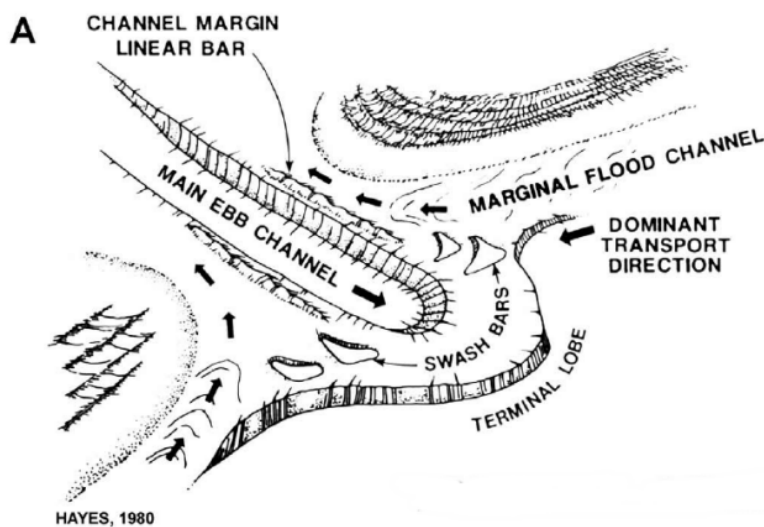 A
CHANNEL MARGIN
LINEAR BAR
MAIN EBB CHANNEL
MARGINAL FLOOD CHANNEL
DOMINANT
TRANSPORT
DIRECTION
SWASH BARS
TERMINAL LOBE
HAYES, 1980